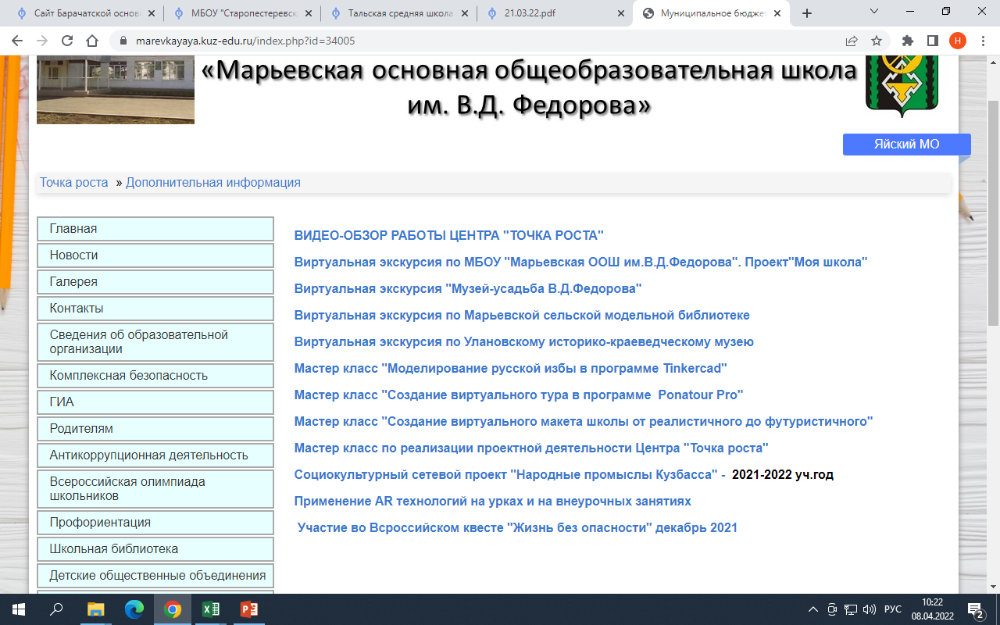 Сайт Барачатской основ
МБОУ "Старопестеревск
Тальская средняя школа
21.03.22.pdf
Муниципальное бюджет
marevkayaya.kuz-edu.ru/index.php?id=34005
Н
«Марьевская основная общеобразовательная школа
им. В.Д. Федорова»
Яйский МО
Точка роста » Дополнительная информация
Главная
Новости
Галерея
Контакты
Сведения об образовательной
организации
Комплексная безопасность
ГИА
Родителям
Антикоррупционная деятельность
Всероссийская олимпиада
школьников
Профориентация
Школьная библиотека
Детские общественные объединения
ВИДЕО-ОБЗОР РАБОТЫ ЦЕНТРА "ТОЧКА РОСТА"
Виртуальная экскурсия по МБОУ "Марьевская ООШ им.В.Д.Федорова". Проект"Моя школа"
Виртуальная экскурсия "Музей-усадьба В.Д.Федорова"
Виртуальная экскурсия по Марьевской сельской модельной библиотеке
Виртуальная экскурсия по Улановскому историко-краеведческому музею
Мастер класс "Моделирование русской избы в программе Tinkercad"
Мастер класс "Создание виртуального тура в программе Ponatour Pro"
Мастер класс "Создание виртуального макета школы от реалистичного до футуристичного"
Мастер класс по реализации проектной деятельности Центра "Точка роста"
Социокультурный сетевой проект "Народные промыслы Кузбасса" - 2021-2022 уч.год
Применение AR технологий на урках и на внеурочных занятиях
Участие во Всроссийском квесте "Жизнь без опасности" декабрь 2021
РУС
10:22
08.04.2022
2